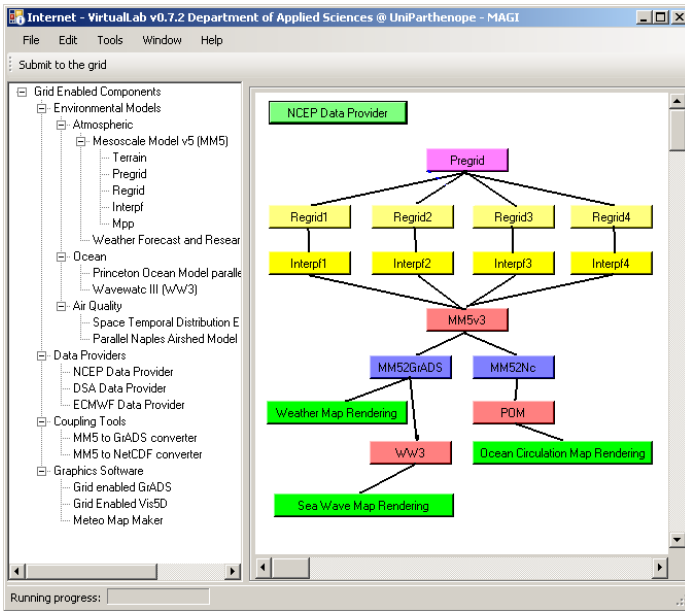 Internet - VirtualLab v0.7.2 Department of Applied Sciences @ UniParthenope - MAGI
File Edit Tools Window Help
Submit to the grid
Grid Enabled Components
Environmental Models
Atmospheric
Mesoscale Model v5 (MM5)
Terrain
Pregrid
Regrid
Interpf
Mpp
Weather Forecast and Resear
Ocean
Princeton Ocean Model paralle
Wavewatc III (WW3)
Air Quality
Space Temporal Distribution E
Parallel Naples Airshed Model
Data Providers
NCEP Data Provider
DSA Data Provider
ECMWF Data Provider
Coupling Tools
MM5 to GrADS converter
MM5 to NetCDF converter
Graphics Software
Grid enabled GrADS
Grid Enabled Vis5D
Meteo Map Maker
NCEP Data Provider
Pregrid
Regrid1 Regrid2 Regrid3 Regrid4
Interpf1 Interpf2 Interpf3 Interpf4
MM5v3
MM52GrADS MM52Nc
Weather Map Rendering POM
WW3 Ocean Circulation Map Rendering
Sea Wave Map Rendering
Running progress: